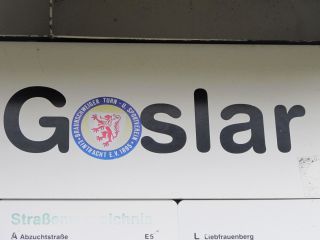 Goslar
BRAUNSCHWEIGER TURN- U. SPORTVEREIN
EINTRACHT E.V. 1895
Straßenverzeichnis
A Abzuchtstraße E5
L Liebfrauenberg